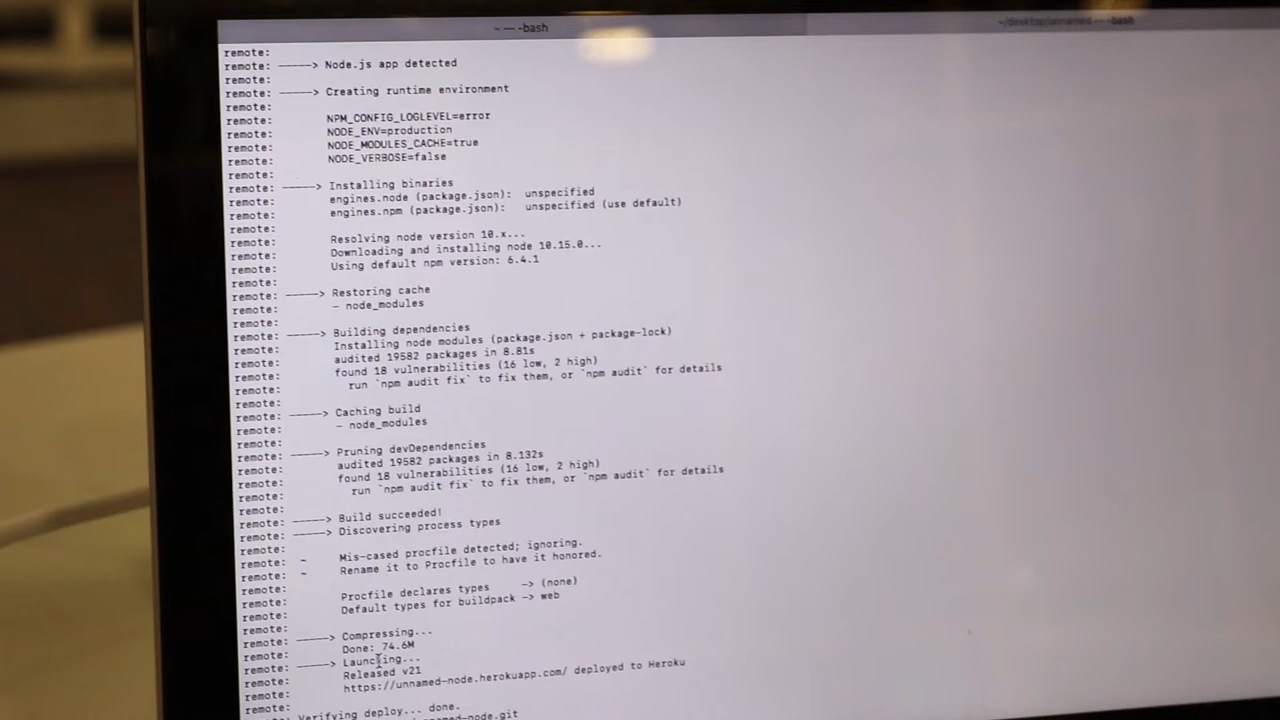 ~ — -bash
~/desktop/unnamed — -bash
remote:
remote: -----> Node.js app detected
remote:
remote: -----> Creating runtime environment
remote:
remote: NPM_CONFIG_LOGLEVEL=error
remote: NODE_ENV=production
remote: NODE_MODULES_CACHE=true
remote: NODE_VERBOSE=false
remote:
remote: -----> Installing binaries
remote: engines.node (package.json): unspecified
remote: engines.npm (package.json): unspecified (use default)
remote:
remote: Resolving node version 10.x...
remote: Downloading and installing node 10.15.0...
remote: Using default npm version: 6.4.1
remote:
remote: -----> Restoring cache
remote: - node_modules
remote:
remote: -----> Building dependencies
remote: Installing node modules (package.json + package-lock)
remote: audited 19582 packages in 8.81s
remote: found 18 vulnerabilities (16 low, 2 high)
remote: run `npm audit fix` to fix them, or `npm audit` for details
remote:
remote: -----> Caching build
remote: - node_modules
remote:
remote: -----> Pruning devDependencies
remote: audited 19582 packages in 8.132s
remote: found 18 vulnerabilities (16 low, 2 high)
remote: run `npm audit fix` to fix them, or `npm audit` for details
remote:
remote: -----> Build succeeded!
remote: -----> Discovering process types
remote:
remote: ~ Mis-cased procfile detected; ignoring.
remote: ~ Rename it to Procfile to have it honored.
remote:
remote: Procfile declares types -> (none)
remote: Default types for buildpack -> web
remote:
remote: -----> Compressing...
remote: Done: 74.6M
remote: -----> Launching...
remote: Released v21
remote: https://unnamed-node.herokuapp.com/ deployed to Heroku
remote:
remote: Verifying deploy... done.
unnamed-node.git